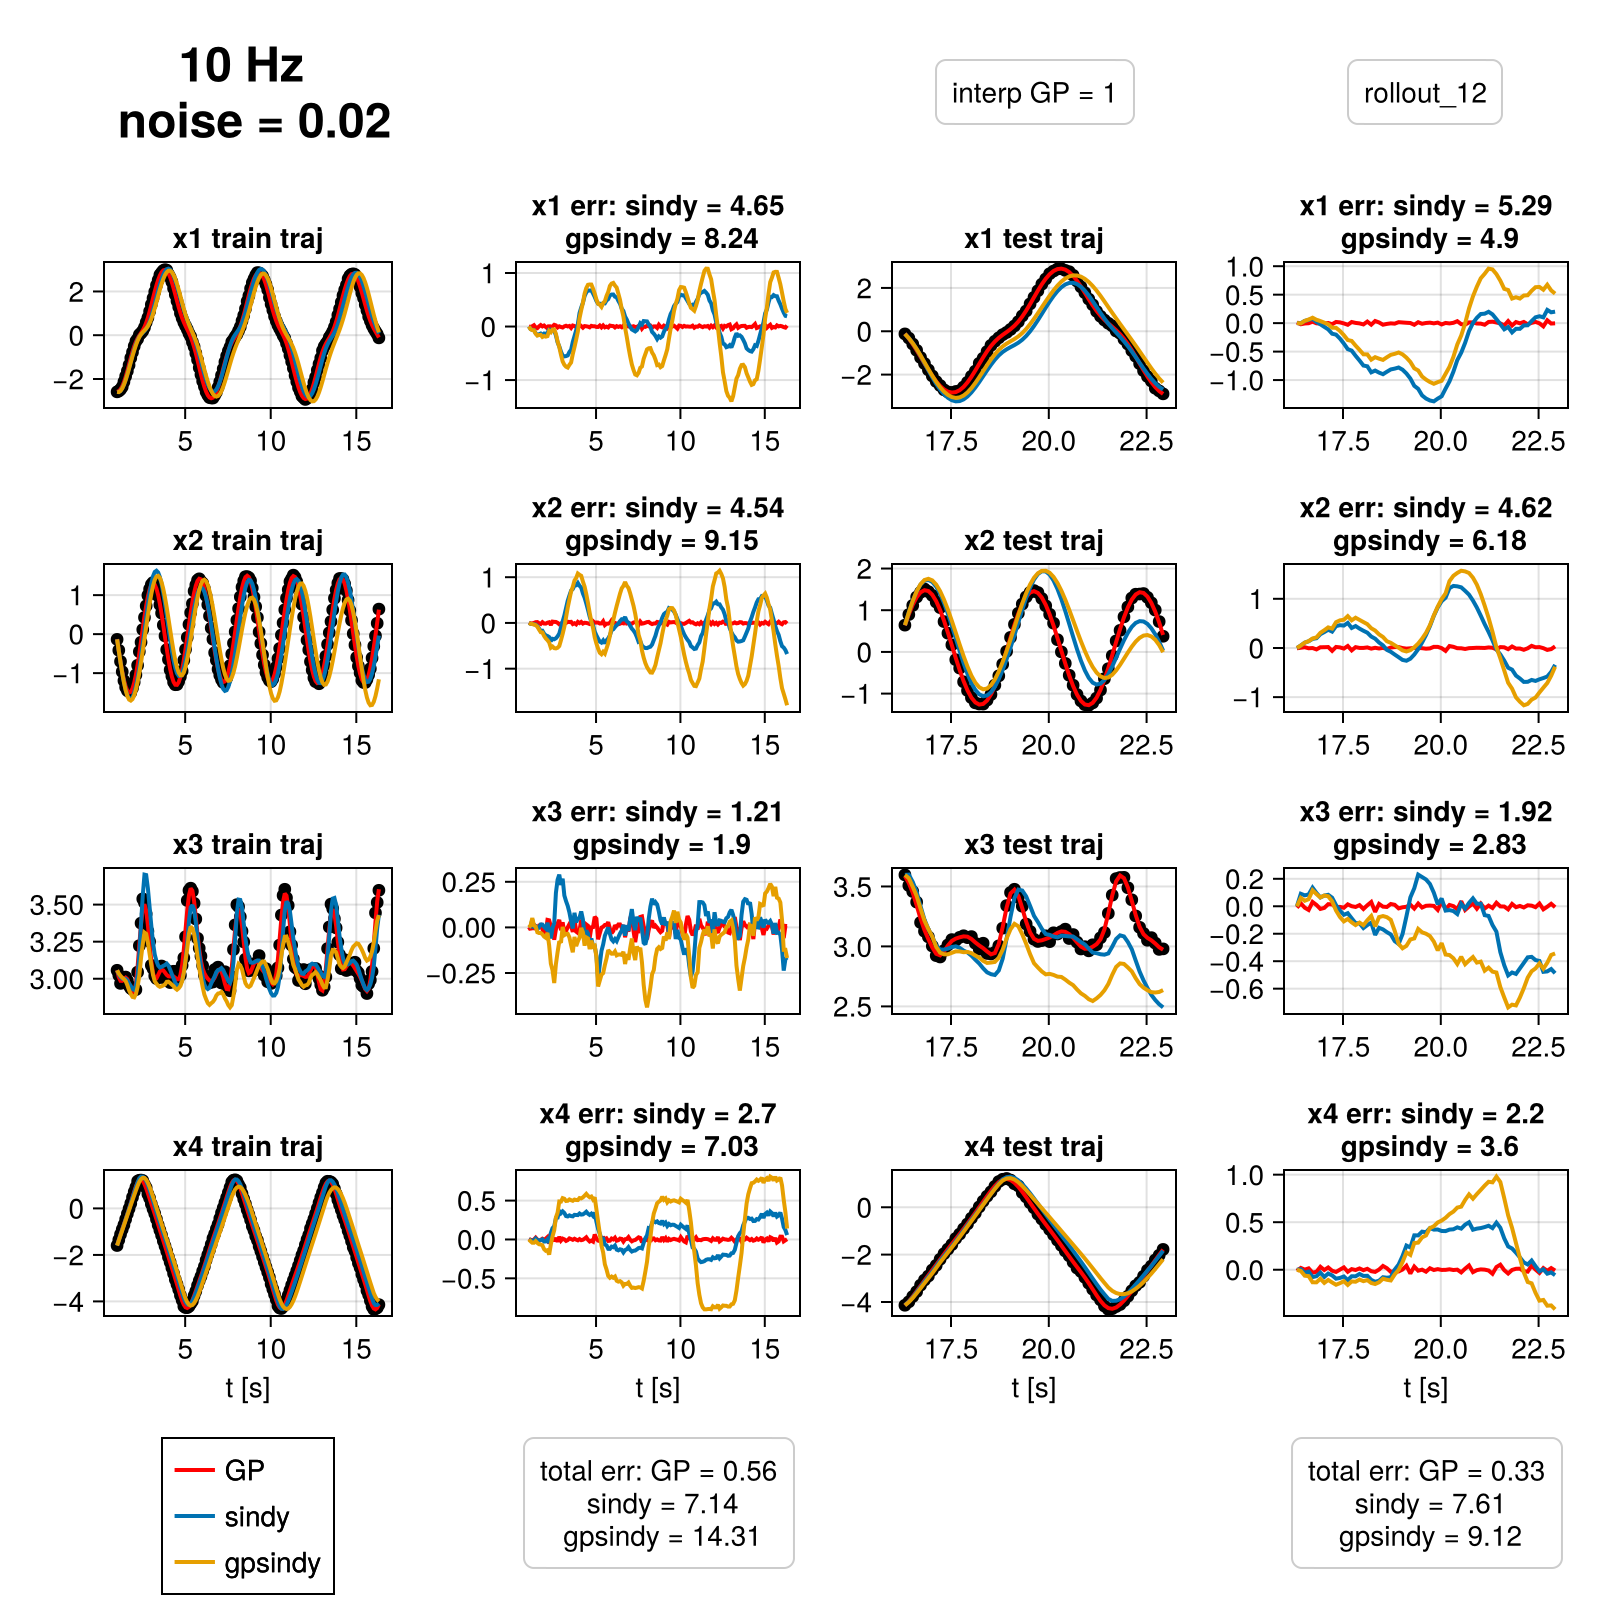 10 Hz
noise = 0.02
interp GP = 1
rollout_12
x1 train traj
2
0
−2
5
10
15
x1 err: sindy = 4.65
gpsindy = 8.24
1
0
−1
5
10
15
x1 test traj
2
0
−2
17.5
20.0
22.5
x1 err: sindy = 5.29
gpsindy = 4.9
1.0
0.5
0.0
−0.5
−1.0
17.5
20.0
22.5
x2 train traj
1
0
−1
5
10
15
x2 err: sindy = 4.54
gpsindy = 9.15
1
0
−1
5
10
15
x2 test traj
2
1
0
−1
17.5
20.0
22.5
x2 err: sindy = 4.62
gpsindy = 6.18
1
0
−1
17.5
20.0
22.5
x3 train traj
3.50
3.25
3.00
5
10
15
x3 err: sindy = 1.21
gpsindy = 1.9
0.25
0.00
−0.25
5
10
15
x3 test traj
3.5
3.0
2.5
17.5
20.0
22.5
x3 err: sindy = 1.92
gpsindy = 2.83
0.2
0.0
−0.2
−0.4
−0.6
17.5
20.0
22.5
x4 train traj
0
−2
−4
5
10
15
t [s]
x4 err: sindy = 2.7
gpsindy = 7.03
0.5
0.0
−0.5
5
10
15
t [s]
x4 test traj
0
−2
−4
17.5
20.0
22.5
t [s]
x4 err: sindy = 2.2
gpsindy = 3.6
1.0
0.5
0.0
17.5
20.0
22.5
t [s]
GP
sindy
gpsindy
total err: GP = 0.56
sindy = 7.14
gpsindy = 14.31
total err: GP = 0.33
sindy = 7.61
gpsindy = 9.12